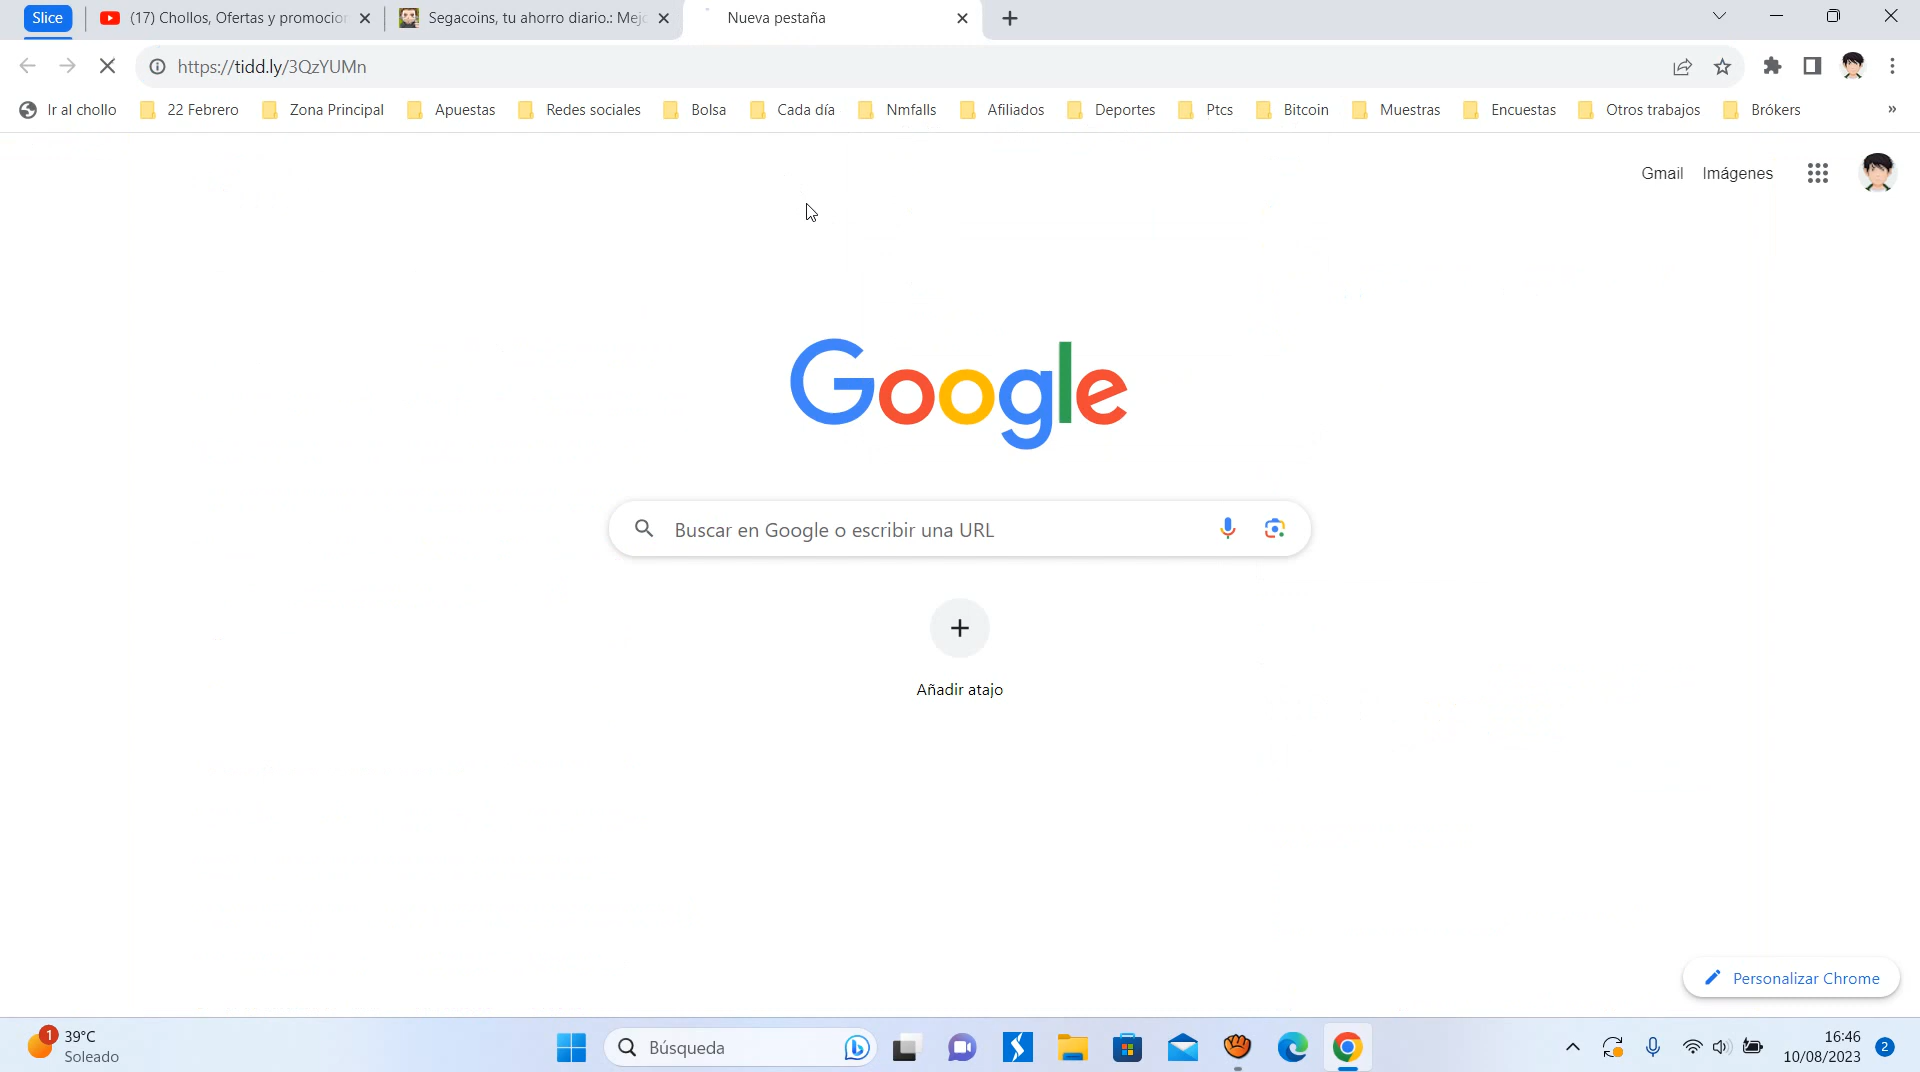 Slice
(17) Chollos, Ofertas y promocion
Segacoins, tu ahorro diario.: Mejo
Nueva pestaña
https://tidd.ly/3QzYUMn
Ir al chollo
22 Febrero
Zona Principal
Apuestas
Redes sociales
Bolsa
Cada día
Nmfalls
Afiliados
Deportes
Ptcs
Bitcoin
Muestras
Encuestas
Otros trabajos
Brókers
»
Gmail
Imágenes
Google
Buscar en Google o escribir una URL
Añadir atajo
Personalizar Chrome
1
39°C
Soleado
Búsqueda
16:46
10/08/2023
2